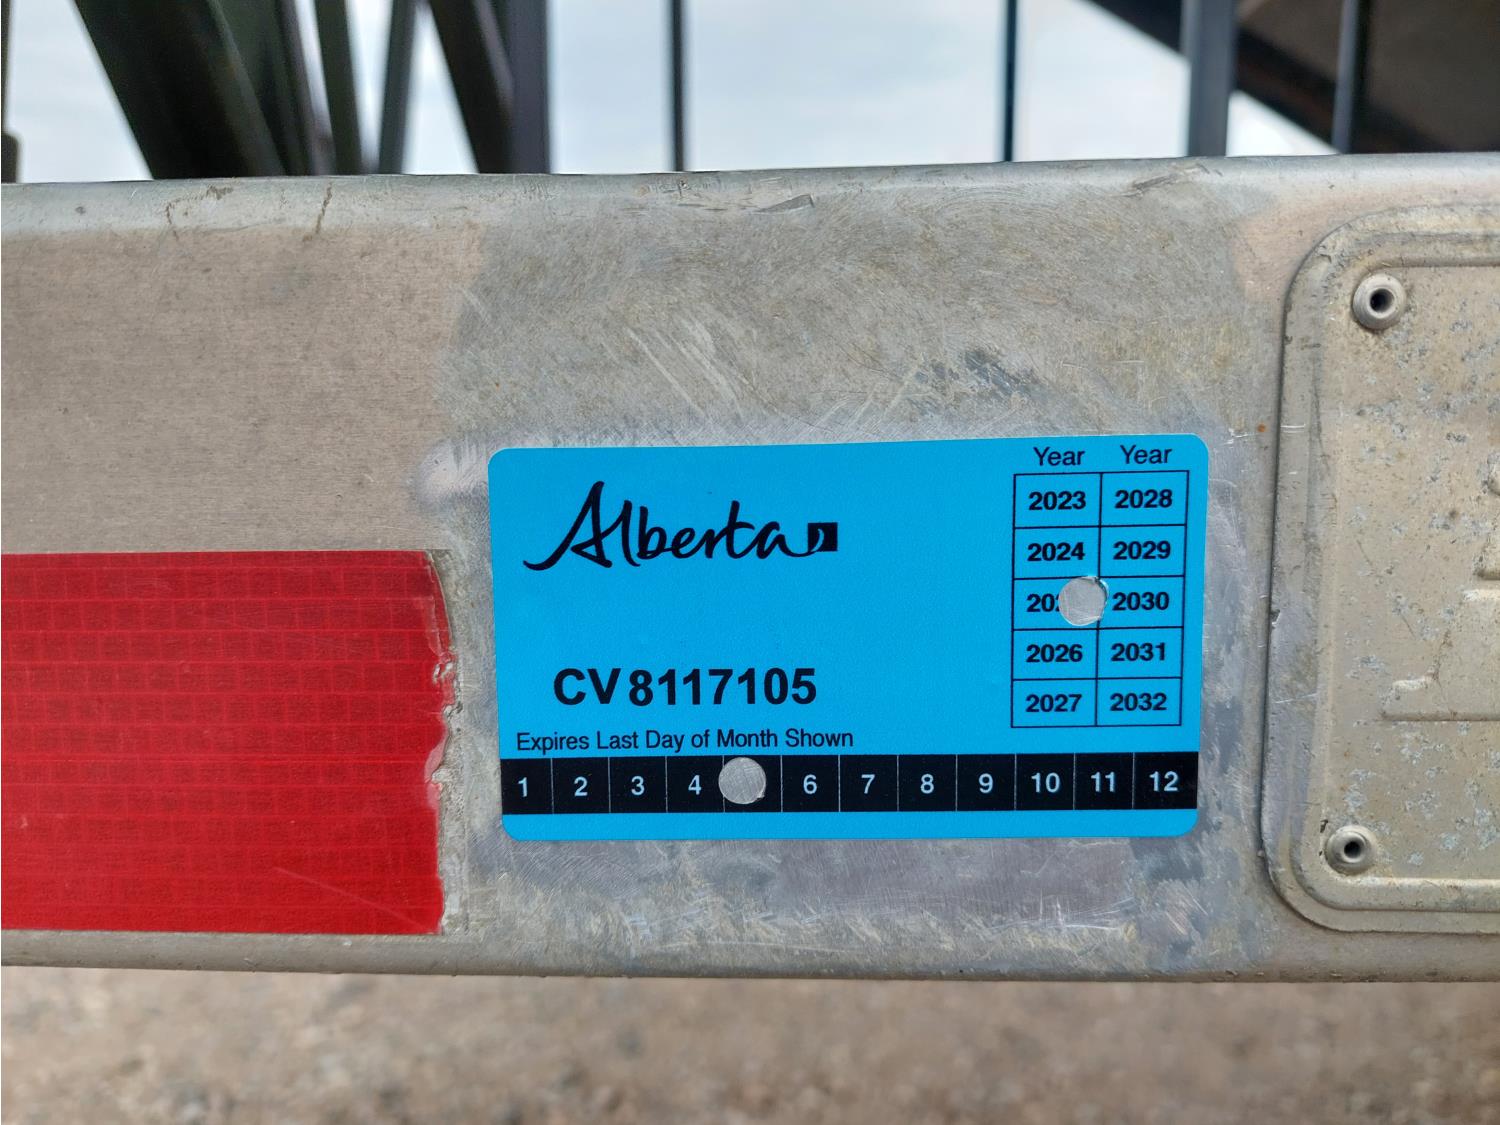 Alberta
Year Year
2023 2028
2024 2029
2030
2026 2031
2027 2032
CV8117105
Expires Last Day of Month Shown
1 2 3 4 6 7 8 9 10 11 12